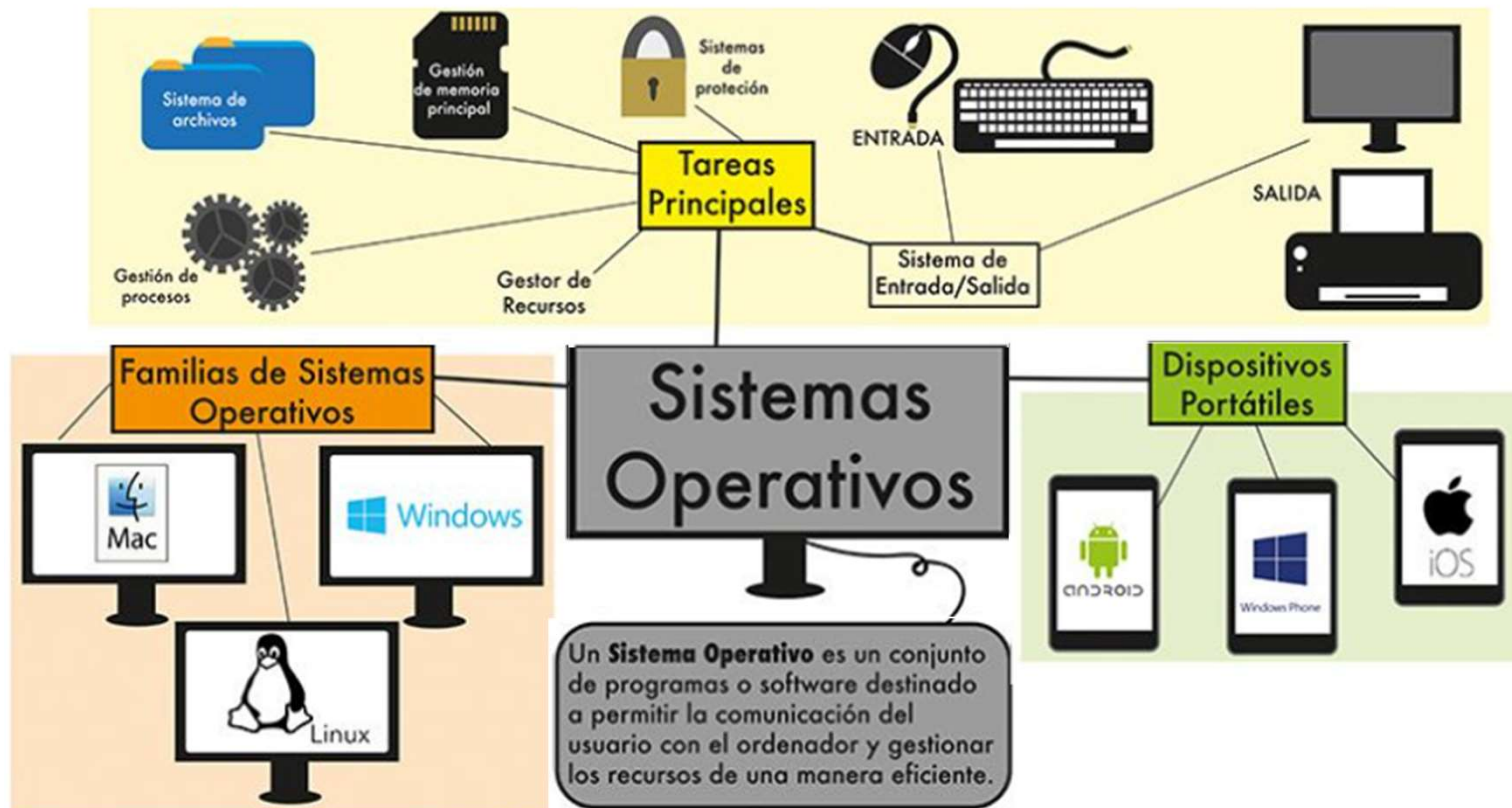 Sistema de
archivos
Gestión
de memoria
principal
Sistemas
de
proteción
ENTRADA
SALIDA
Tareas
Principales
Gestión de
procesos
Gestor de
Recursos
Sistema de
Entrada/Salida
Familias de Sistemas
Operativos
Mac
Windows
Linux
Sistemas
Operativos
Dispositivos
Portátiles
android
Windows Phone
iOS
Un Sistema Operativo es un conjunto
de programas o software destinado
a permitir la comunicación del
usuario con el ordenador y gestionar
los recursos de una manera eficiente.